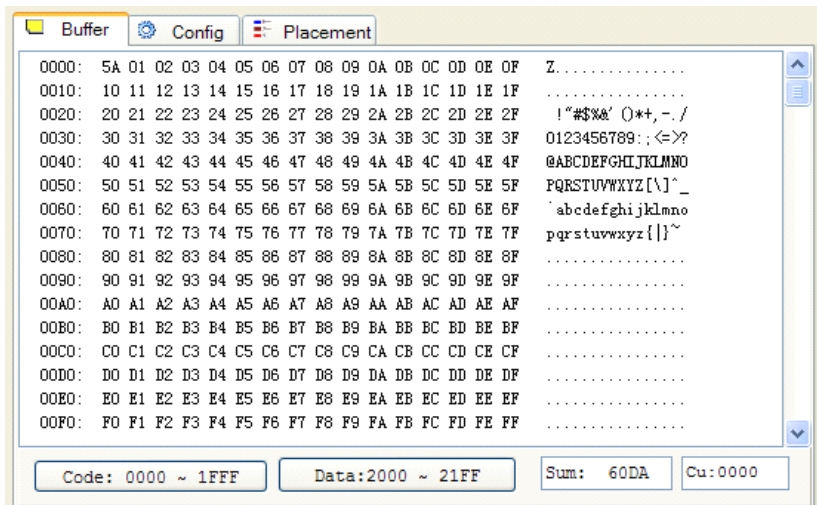 Buffer Config Placement
0000: 5A 01 02 03 04 05 06 07 08 09 0A 0B 0C 0D 0E 0F Z...............
0010: 10 11 12 13 14 15 16 17 18 19 1A 1B 1C 1D 1E 1F ................
0020: 20 21 22 23 24 25 26 27 28 29 2A 2B 2C 2D 2E 2F !"#$%&'()*+,-./
0030: 30 31 32 33 34 35 36 37 38 39 3A 3B 3C 3D 3E 3F 0123456789:;<=>?
0040: 40 41 42 43 44 45 46 47 48 49 4A 4B 4C 4D 4E 4F @ABCDEFGHIJKLMNO
0050: 50 51 52 53 54 55 56 57 58 59 5A 5B 5C 5D 5E 5F PQRSTUVWXYZ[\]^_
0060: 60 61 62 63 64 65 66 67 68 69 6A 6B 6C 6D 6E 6F `abcdefghijklmno
0070: 70 71 72 73 74 75 76 77 78 79 7A 7B 7C 7D 7E 7F pqrstuvwxyz{|}~
0080: 80 81 82 83 84 85 86 87 88 89 8A 8B 8C 8D 8E 8F ................
0090: 90 91 92 93 94 95 96 97 98 99 9A 9B 9C 9D 9E 9F ................
00A0: A0 A1 A2 A3 A4 A5 A6 A7 A8 A9 AA AB AC AD AE AF ................
00B0: B0 B1 B2 B3 B4 B5 B6 B7 B8 B9 BA BB BC BD BE BF ................
00C0: C0 C1 C2 C3 C4 C5 C6 C7 C8 C9 CA CB CC CD CE CF ................
00D0: D0 D1 D2 D3 D4 D5 D6 D7 D8 D9 DA DB DC DD DE DF ................
00E0: E0 E1 E2 E3 E4 E5 E6 E7 E8 E9 EA EB EC ED EE EF ................
00F0: F0 F1 F2 F3 F4 F5 F6 F7 F8 F9 FA FB FC FD FE FF ................
Code: 0000 ~ 1FFF Data:2000 ~ 21FF Sum: 60DA Cu:0000